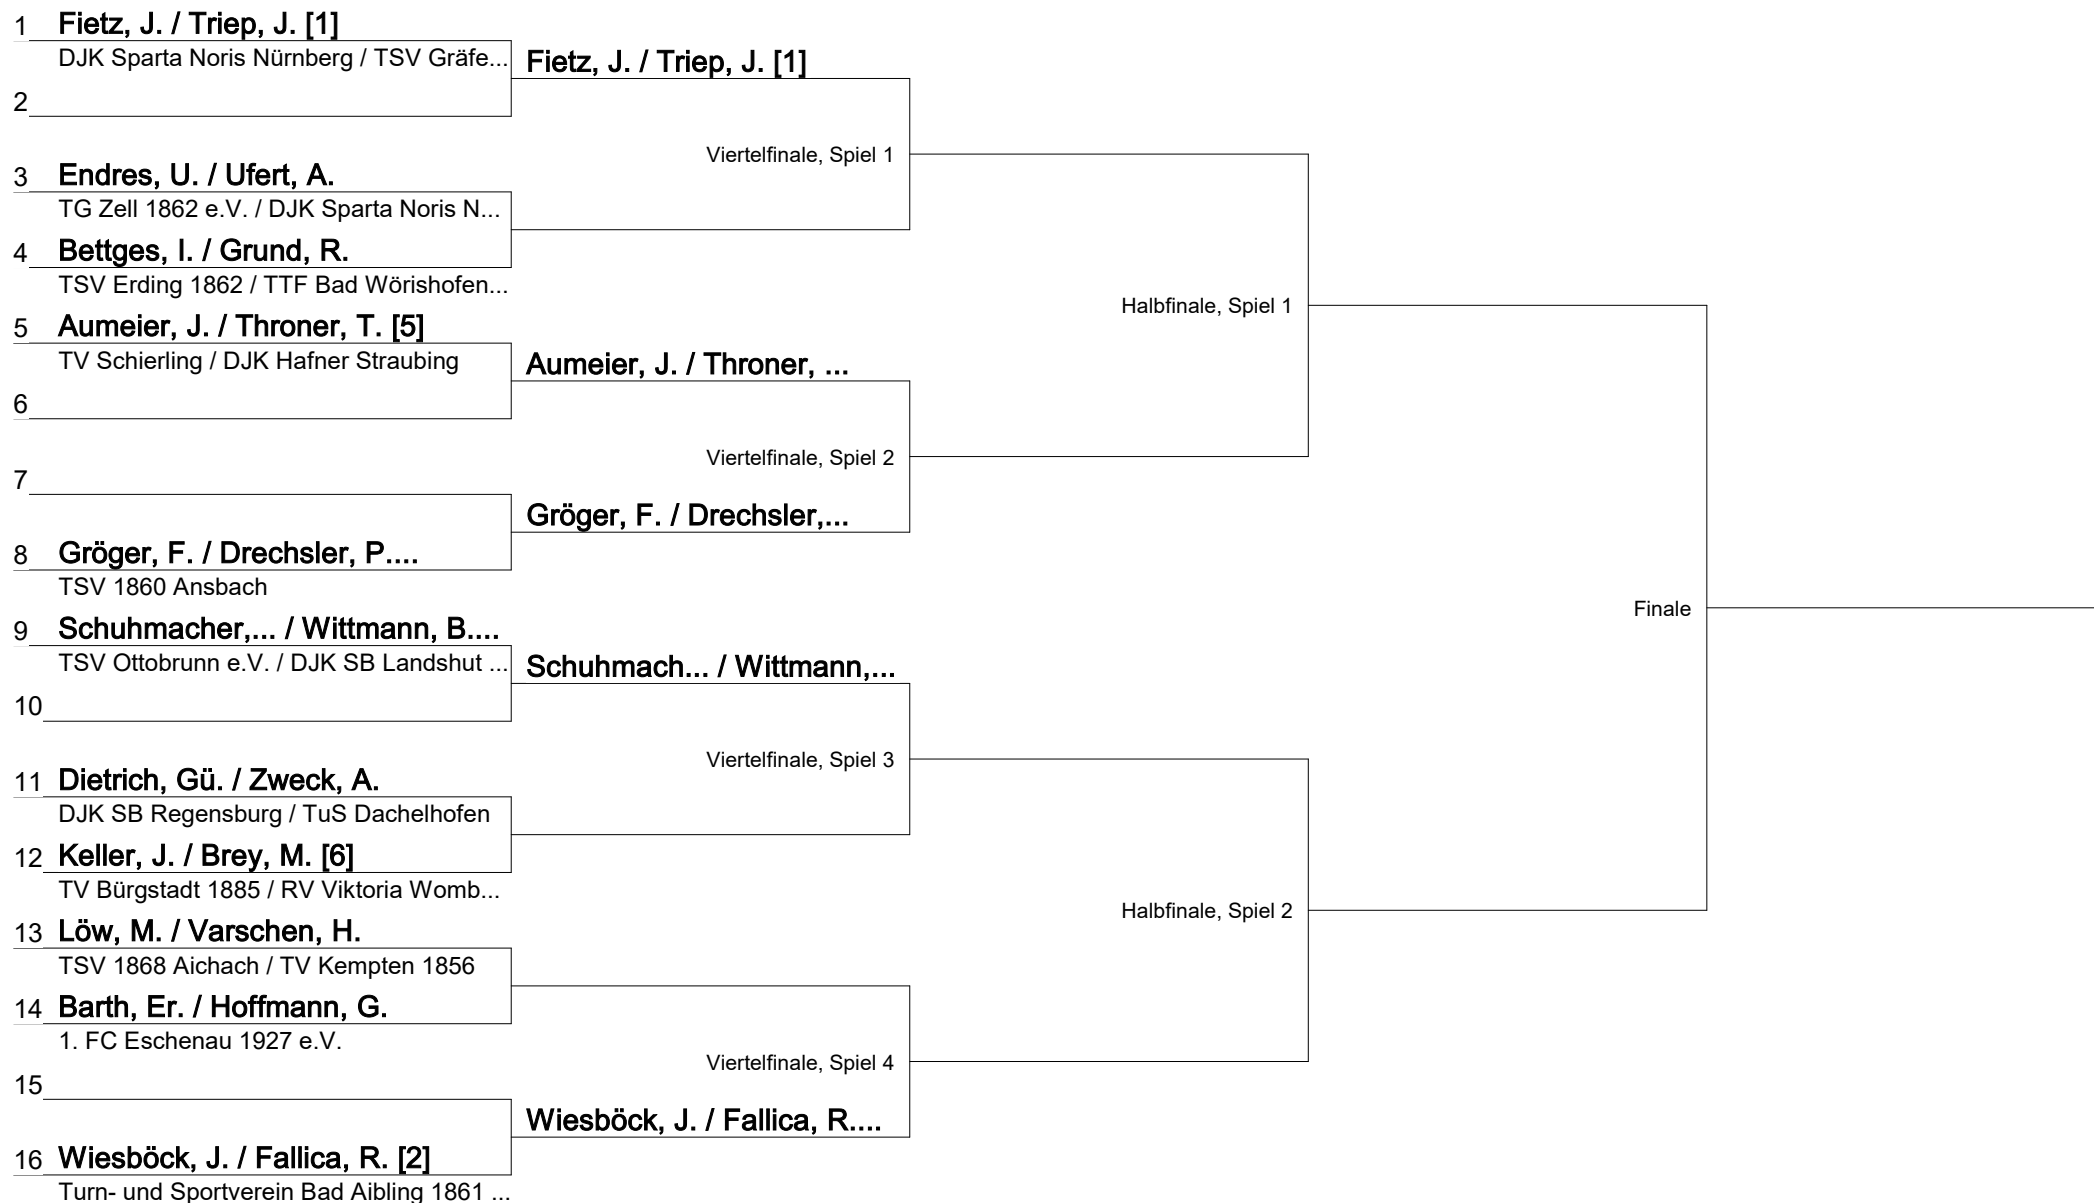 1 Fietz, J. / Triep, J. [1]
DJK Sparta Noris Nürnberg / TSV Gräfe...
Fietz, J. / Triep, J. [1]
2
Viertelfinale, Spiel 1
3 Endres, U. / Ufert, A.
TG Zell 1862 e.V. / DJK Sparta Noris N...
4 Bettges, I. / Grund, R.
TSV Erding 1862 / TTF Bad Wörishofen...
Halbfinale, Spiel 1
5 Aumeier, J. / Throner, T. [5]
TV Schierling / DJK Hafner Straubing
Aumeier, J. / Throner, ...
6
Viertelfinale, Spiel 2
7
Gröger, F. / Drechsler,...
8 Gröger, F. / Drechsler, P....
TSV 1860 Ansbach
Finale
9 Schuhmacher,... / Wittmann, B....
TSV Ottobrunn e.V. / DJK SB Landshut ...
Schuhmach... / Wittmann,...
10
Viertelfinale, Spiel 3
11 Dietrich, Gü. / Zweck, A.
DJK SB Regensburg / TuS Dachelhofen
12 Keller, J. / Brey, M. [6]
TV Bürgstadt 1885 / RV Viktoria Womb...
Halbfinale, Spiel 2
13 Löw, M. / Varschen, H.
TSV 1868 Aichach / TV Kempten 1856
14 Barth, Er. / Hoffmann, G.
1. FC Eschenau 1927 e.V.
Viertelfinale, Spiel 4
15
Wiesböck, J. / Fallica, R....
16 Wiesböck, J. / Fallica, R. [2]
Turn- und Sportverein Bad Aibling 1861 ...